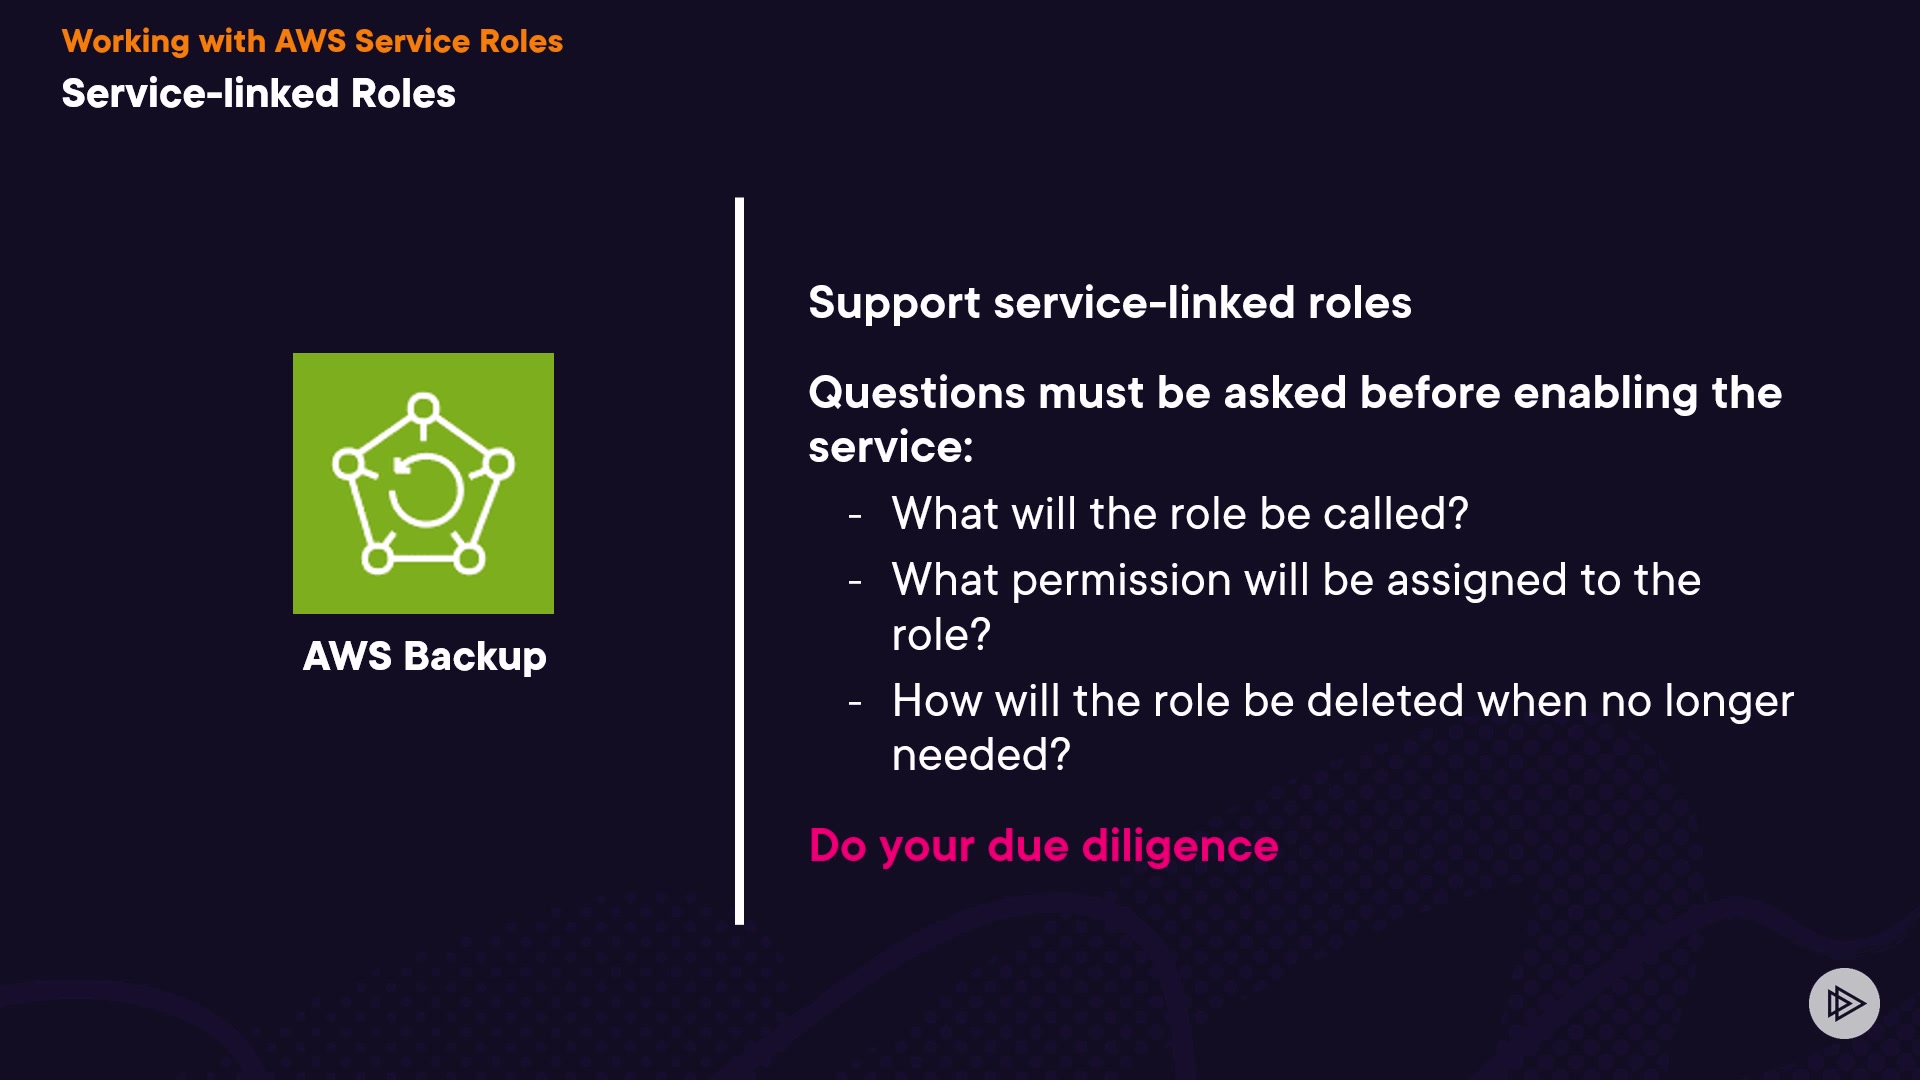 Working with AWS Service Roles
Service-linked Roles
AWS Backup
Support service-linked roles
Questions must be asked before enabling the
service:
- What will the role be called?
- What permission will be assigned to the
role?
- How will the role be deleted when no longer
needed?
Do your due diligence